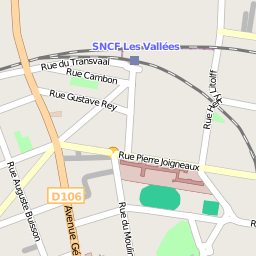 SNCF Les Vallées
Rue du Transvaal
Rue Cambon
Rue Gustave Rey
Rue H. Litolff
Rue Pierre Joigneaux
D106
Rue Auguste Buisson
Avenue Gé
Rue du Moulin